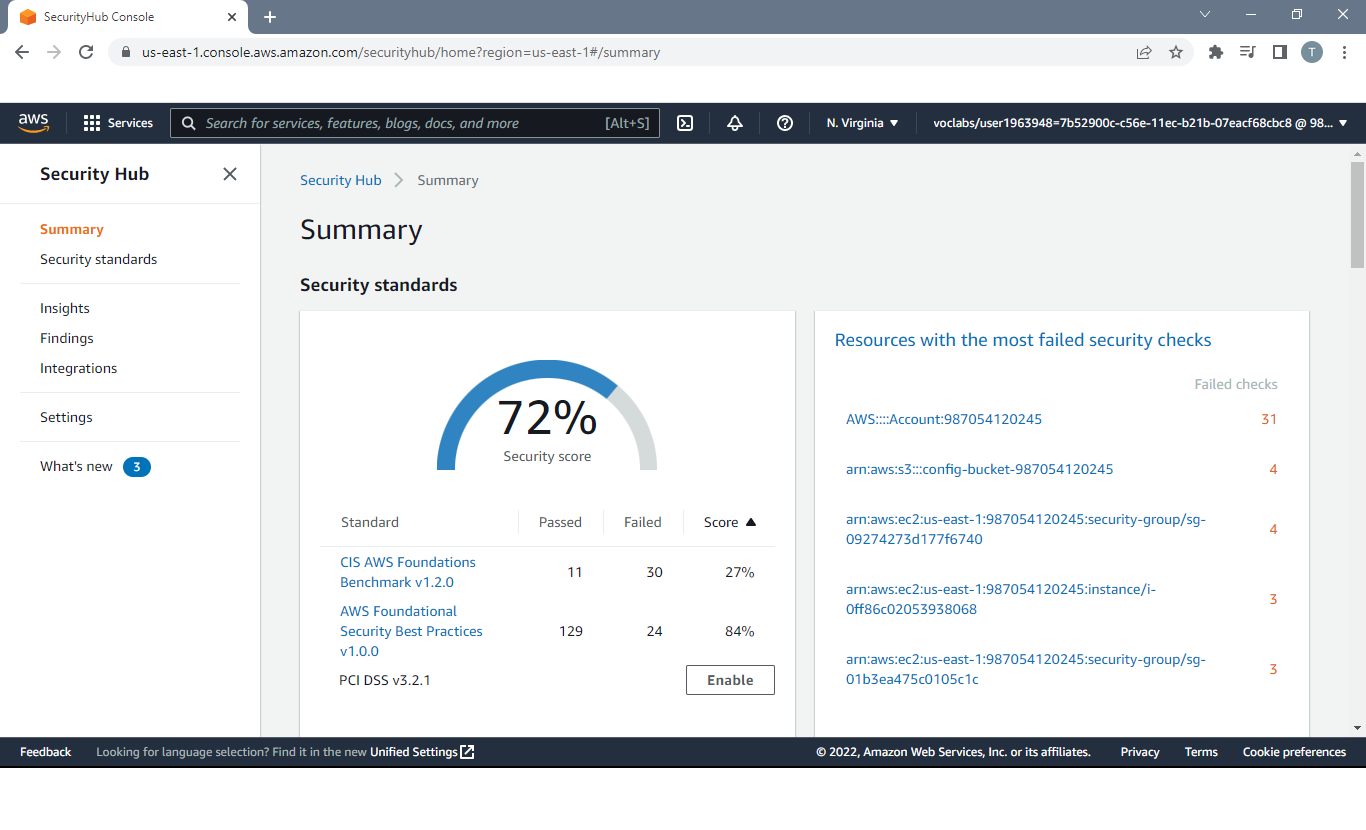 SecurityHub Console
us-east-1.console.aws.amazon.com/securityhub/home?region=us-east-1#/summary
T
aws
Services
Search for services, features, blogs, docs, and more
[Alt+S]
N. Virginia
voclabs/user1963948=7b52900c-c56e-11ec-b21b-07eacf68cbc8 @ 98...
Security Hub
Summary
Security standards
Insights
Findings
Integrations
Settings
What's new 3
Security Hub
Summary
Summary
Security standards
72%
Security score
Standard Passed Failed Score
CIS AWS Foundations
Benchmark v1.2.0
11 30 27%
AWS Foundational
Security Best Practices
v1.0.0
129 24 84%
PCI DSS v3.2.1
Enable
Resources with the most failed security checks
Failed checks
AWS::::Account:987054120245 31
arn:aws:s3:::config-bucket-987054120245 4
arn:aws:ec2:us-east-1:987054120245:security-group/sg-
09274273d177f6740
4
arn:aws:ec2:us-east-1:987054120245:instance/i-
0ff86c02053938068
3
arn:aws:ec2:us-east-1:987054120245:security-group/sg-
01b3ea475c0105c1c
3
Feedback
Looking for language selection? Find it in the new Unified Settings
© 2022, Amazon Web Services, Inc. or its affiliates.
Privacy
Terms
Cookie preferences